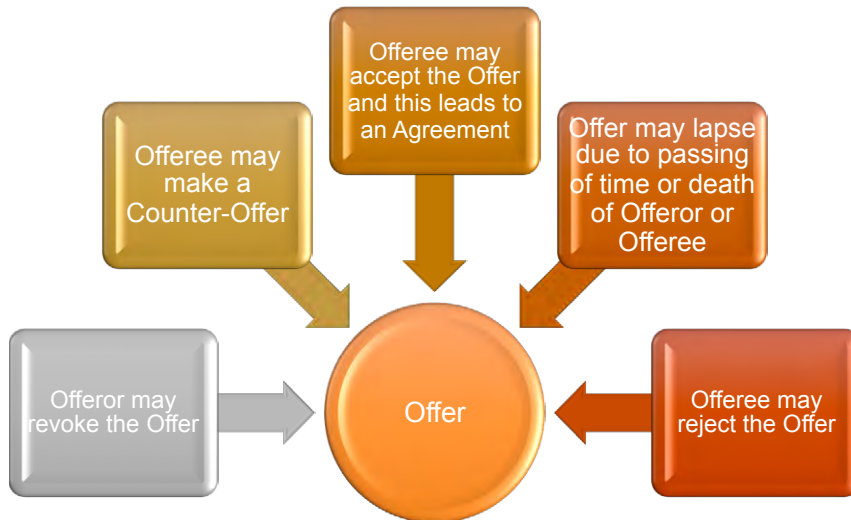 Offeree may
accept the Offer
and this leads to
an Agreement
Offeree may
make a
Counter-Offer
Offer may lapse
due to passing
of time or death
of Offeror or
Offeree
Offeror may
revoke the Offer
Offer
Offeree may
reject the Offer